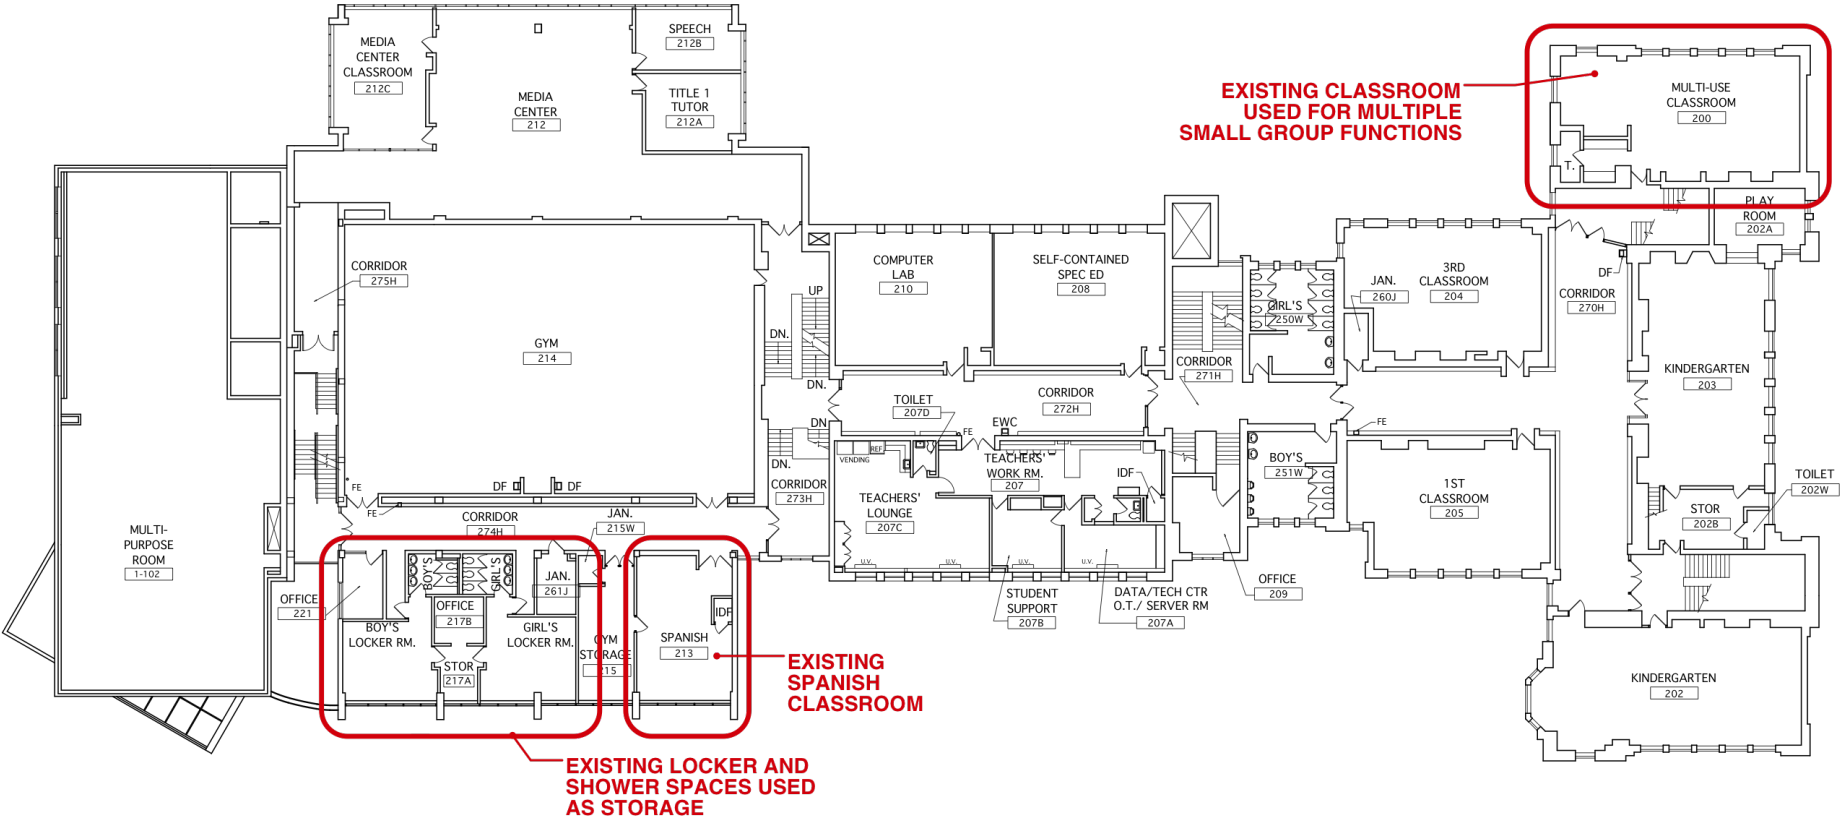 MEDIA
CENTER
CLASSROOM
212C
MEDIA
CENTER
212
SPEECH
212B
TITLE 1
TUTOR
212A
EXISTING CLASSROOM
USED FOR MULTIPLE
SMALL GROUP FUNCTIONS
MULTI-USE
CLASSROOM
200
T.
PLAY
ROOM
202A
CORRIDOR
275H
GYM
214
UP
DN.
DN.
DN
DN.
COMPUTER
LAB
210
SELF-CONTAINED
SPEC ED
208
GIRL'S
250W
JAN.
260J
3RD
CLASSROOM
204
DF
CORRIDOR
270H
KINDERGARTEN
203
CORRIDOR
271H
TOILET
207D
CORRIDOR
272H
EWC
FE
FE
VENDING
REF
TEACHERS'
WORK RM.
207
IDF
TEACHERS'
LOUNGE
207C
BOY'S
251W
1ST
CLASSROOM
205
TOILET
202W
STOR
202B
FE
DF
DF
FE
CORRIDOR
274H
JAN.
215W
CORRIDOR
273H
MULTI-
PURPOSE
ROOM
1-102
OFFICE
221
BOY'S
GIRL'S
JAN.
261J
OFFICE
217B
BOY'S
LOCKER RM.
GIRL'S
LOCKER RM.
STOR
217A
GYM
STORAGE
215
IDF
SPANISH
213
U.V.
U.V.
U.V.
U.V.
STUDENT
SUPPORT
207B
DATA/TECH CTR
O.T./ SERVER RM
207A
OFFICE
209
KINDERGARTEN
202
EXISTING
SPANISH
CLASSROOM
EXISTING LOCKER AND
SHOWER SPACES USED
AS STORAGE